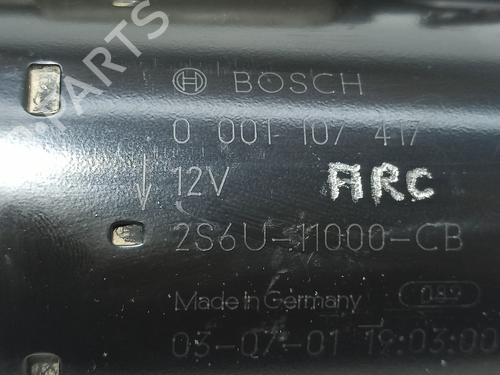 BOSCH
0 001 107 417
12V
ARC
2S6U-11000-CB
Made in Germany
082
03-07-01 19:03:00
PARTS